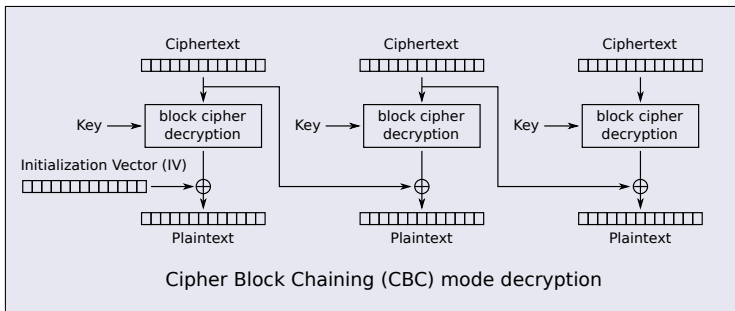 Ciphertext
Ciphertext
Ciphertext
Key
block cipher
decryption
Key
block cipher
decryption
Key
block cipher
decryption
Initialization Vector (IV)
Plaintext
Plaintext
Plaintext
Cipher Block Chaining (CBC) mode decryption